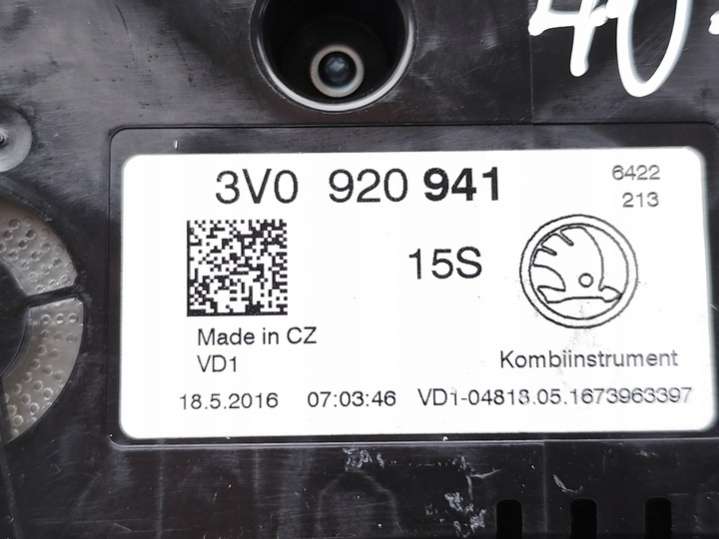 3V0 920 941
6422
213
15S
Made in CZ
VD1
Kombiinstrument
18.5.2016 07:03:46 VD1-04813.05.1673963397